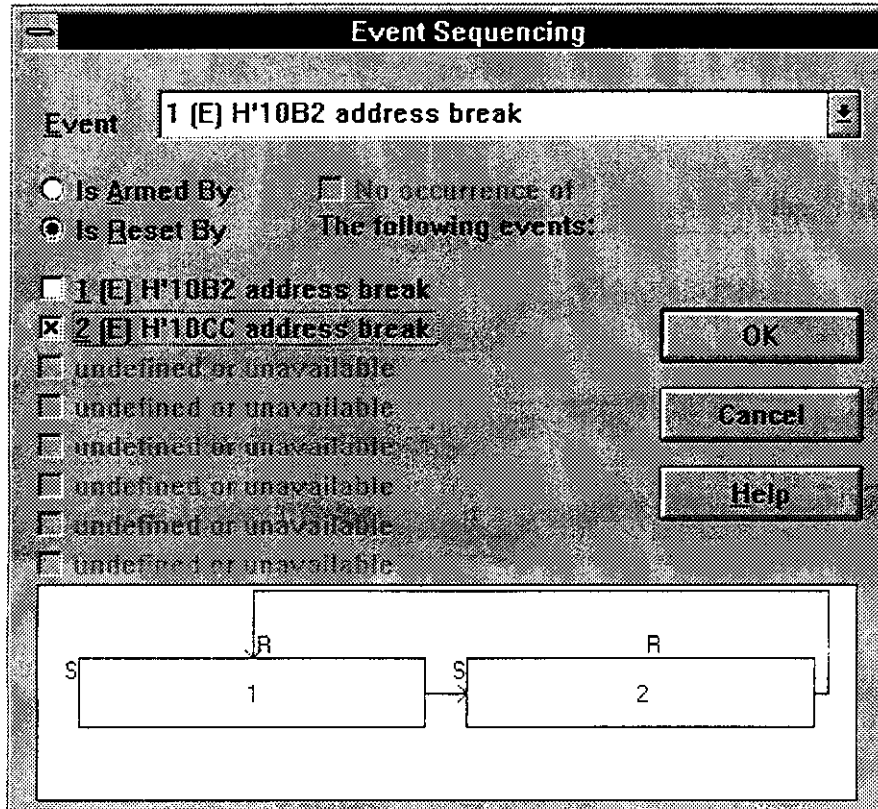 Event Sequencing
Event 1 (E) H'10B2 address break
Is Armed By No occurrence of
Is Reset By The following events:
1 (E) H'10B2 address break
2 (E) H'10CC address break
undefined or unavailable
undefined or unavailable
undefined or unavailable
undefined or unavailable
undefined or unavailable
undefined or unavailable
OK
Cancel
Help
R R
S S
1 2